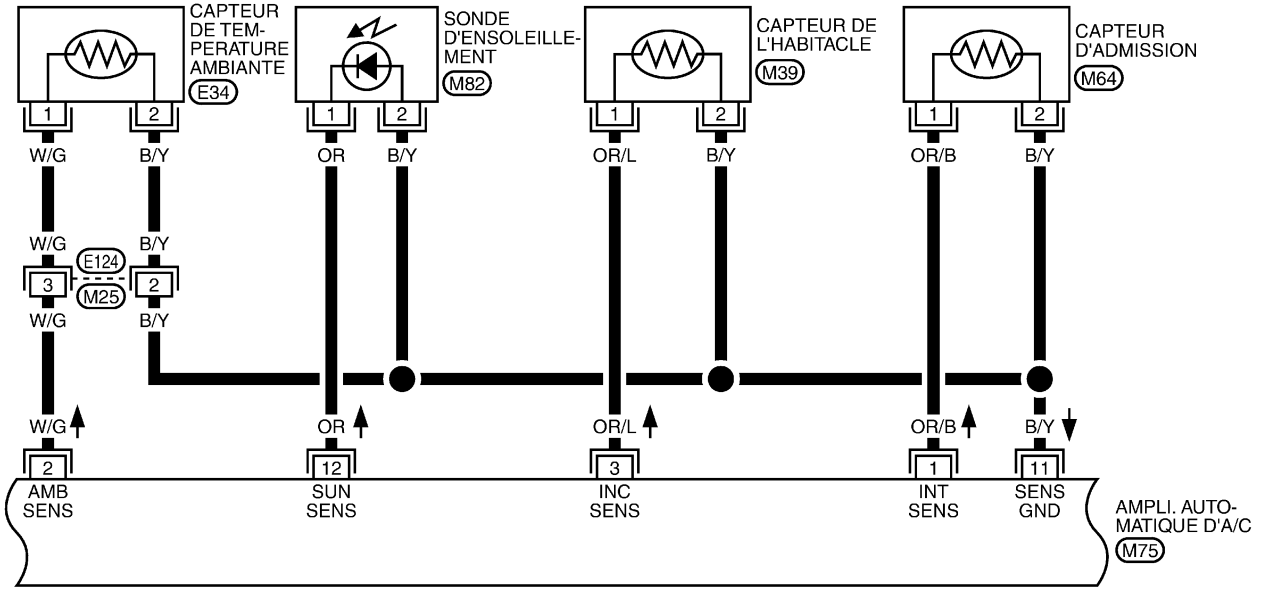 CAPTEUR
DE TEM-
PERATURE
AMBIANTE
E34
SONDE
D'ENSOLEILLE-
MENT
M82
CAPTEUR DE
L'HABITACLE
M39
CAPTEUR
D'ADMISSION
M64
1 2 1 2 1 2 1 2
W/G B/Y OR B/Y OR/L B/Y OR/B B/Y
W/G B/Y
E124
3 2
M25
W/G B/Y
W/G OR OR/L OR/B B/Y
2 12 3 1 11
AMB SUN INC INT SENS
SENS SENS SENS SENS GND
AMPLI. AUTO-
MATIQUE D'A/C
M75